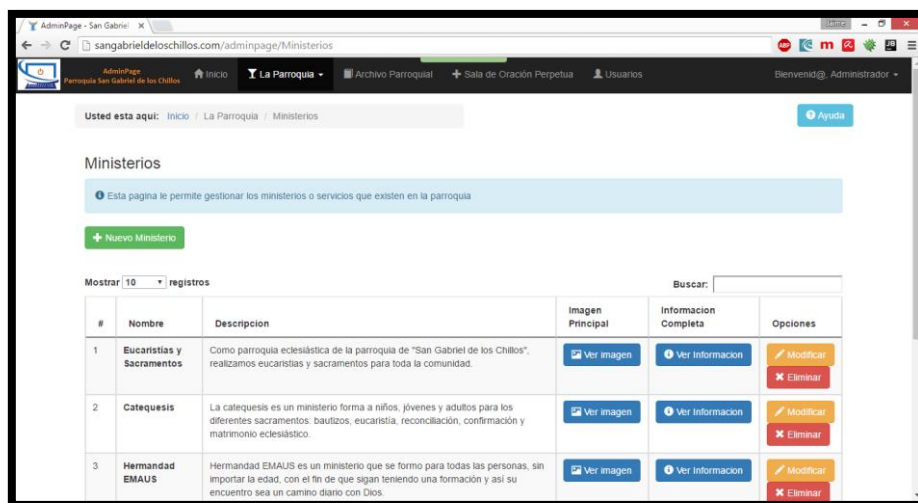 AdminPage - San Gabriel
Jaime
sangabrieldeloschillos.com/adminpage/Ministerios
ABP
m
JB
AdminPage
Parroquia San Gabriel de los Chillos
Inicio
La Parroquia
Archivo Parroquial
Sala de Oración Perpetua
Usuarios
Bienvenid@, Administrador
Usted esta aqui: Inicio / La Parroquia / Ministerios
Ayuda
Ministerios
Esta pagina le permite gestionar los ministerios o servicios que existen en la parroquia
+ Nuevo Ministerio
Mostrar 10 registros
Buscar:
# Nombre Descripcion Imagen Principal Informacion Completa Opciones
1 Eucaristías y Sacramentos
Como parroquia eclesiástica de la parroquia de "San Gabriel de los Chillos",
realizamos eucaristías y sacramentos para toda la comunidad.
Ver imagen
Ver Informacion
Modificar
Eliminar
2 Catequesis
La catequesis es un ministerio forma a niños, jóvenes y adultos para los
diferentes sacramentos: bautizos, eucaristía, reconciliación, confirmación y
matrimonio eclesiástico.
Ver imagen
Ver Informacion
Modificar
Eliminar
3 Hermandad EMAUS
Hermandad EMAUS es un ministerio que se formo para todas las personas, sin
importar la edad, con el fin de que sigan teniendo una formación y así su
encuentro sea un camino diario con Dios.
Ver imagen
Ver Informacion
Modificar
Eliminar